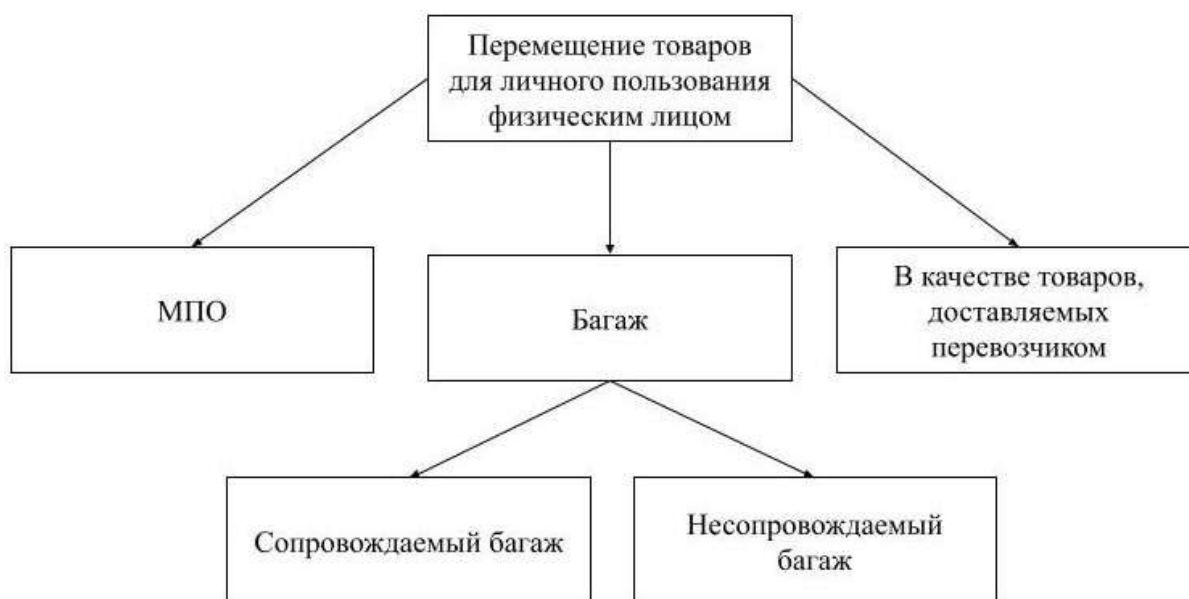 Перемещение товаров
для личного пользования
физическим лицом
МПО
Багаж
В качестве товаров,
доставляемых
перевозчиком
Сопровождаемый багаж
Несопровождаемый
багаж